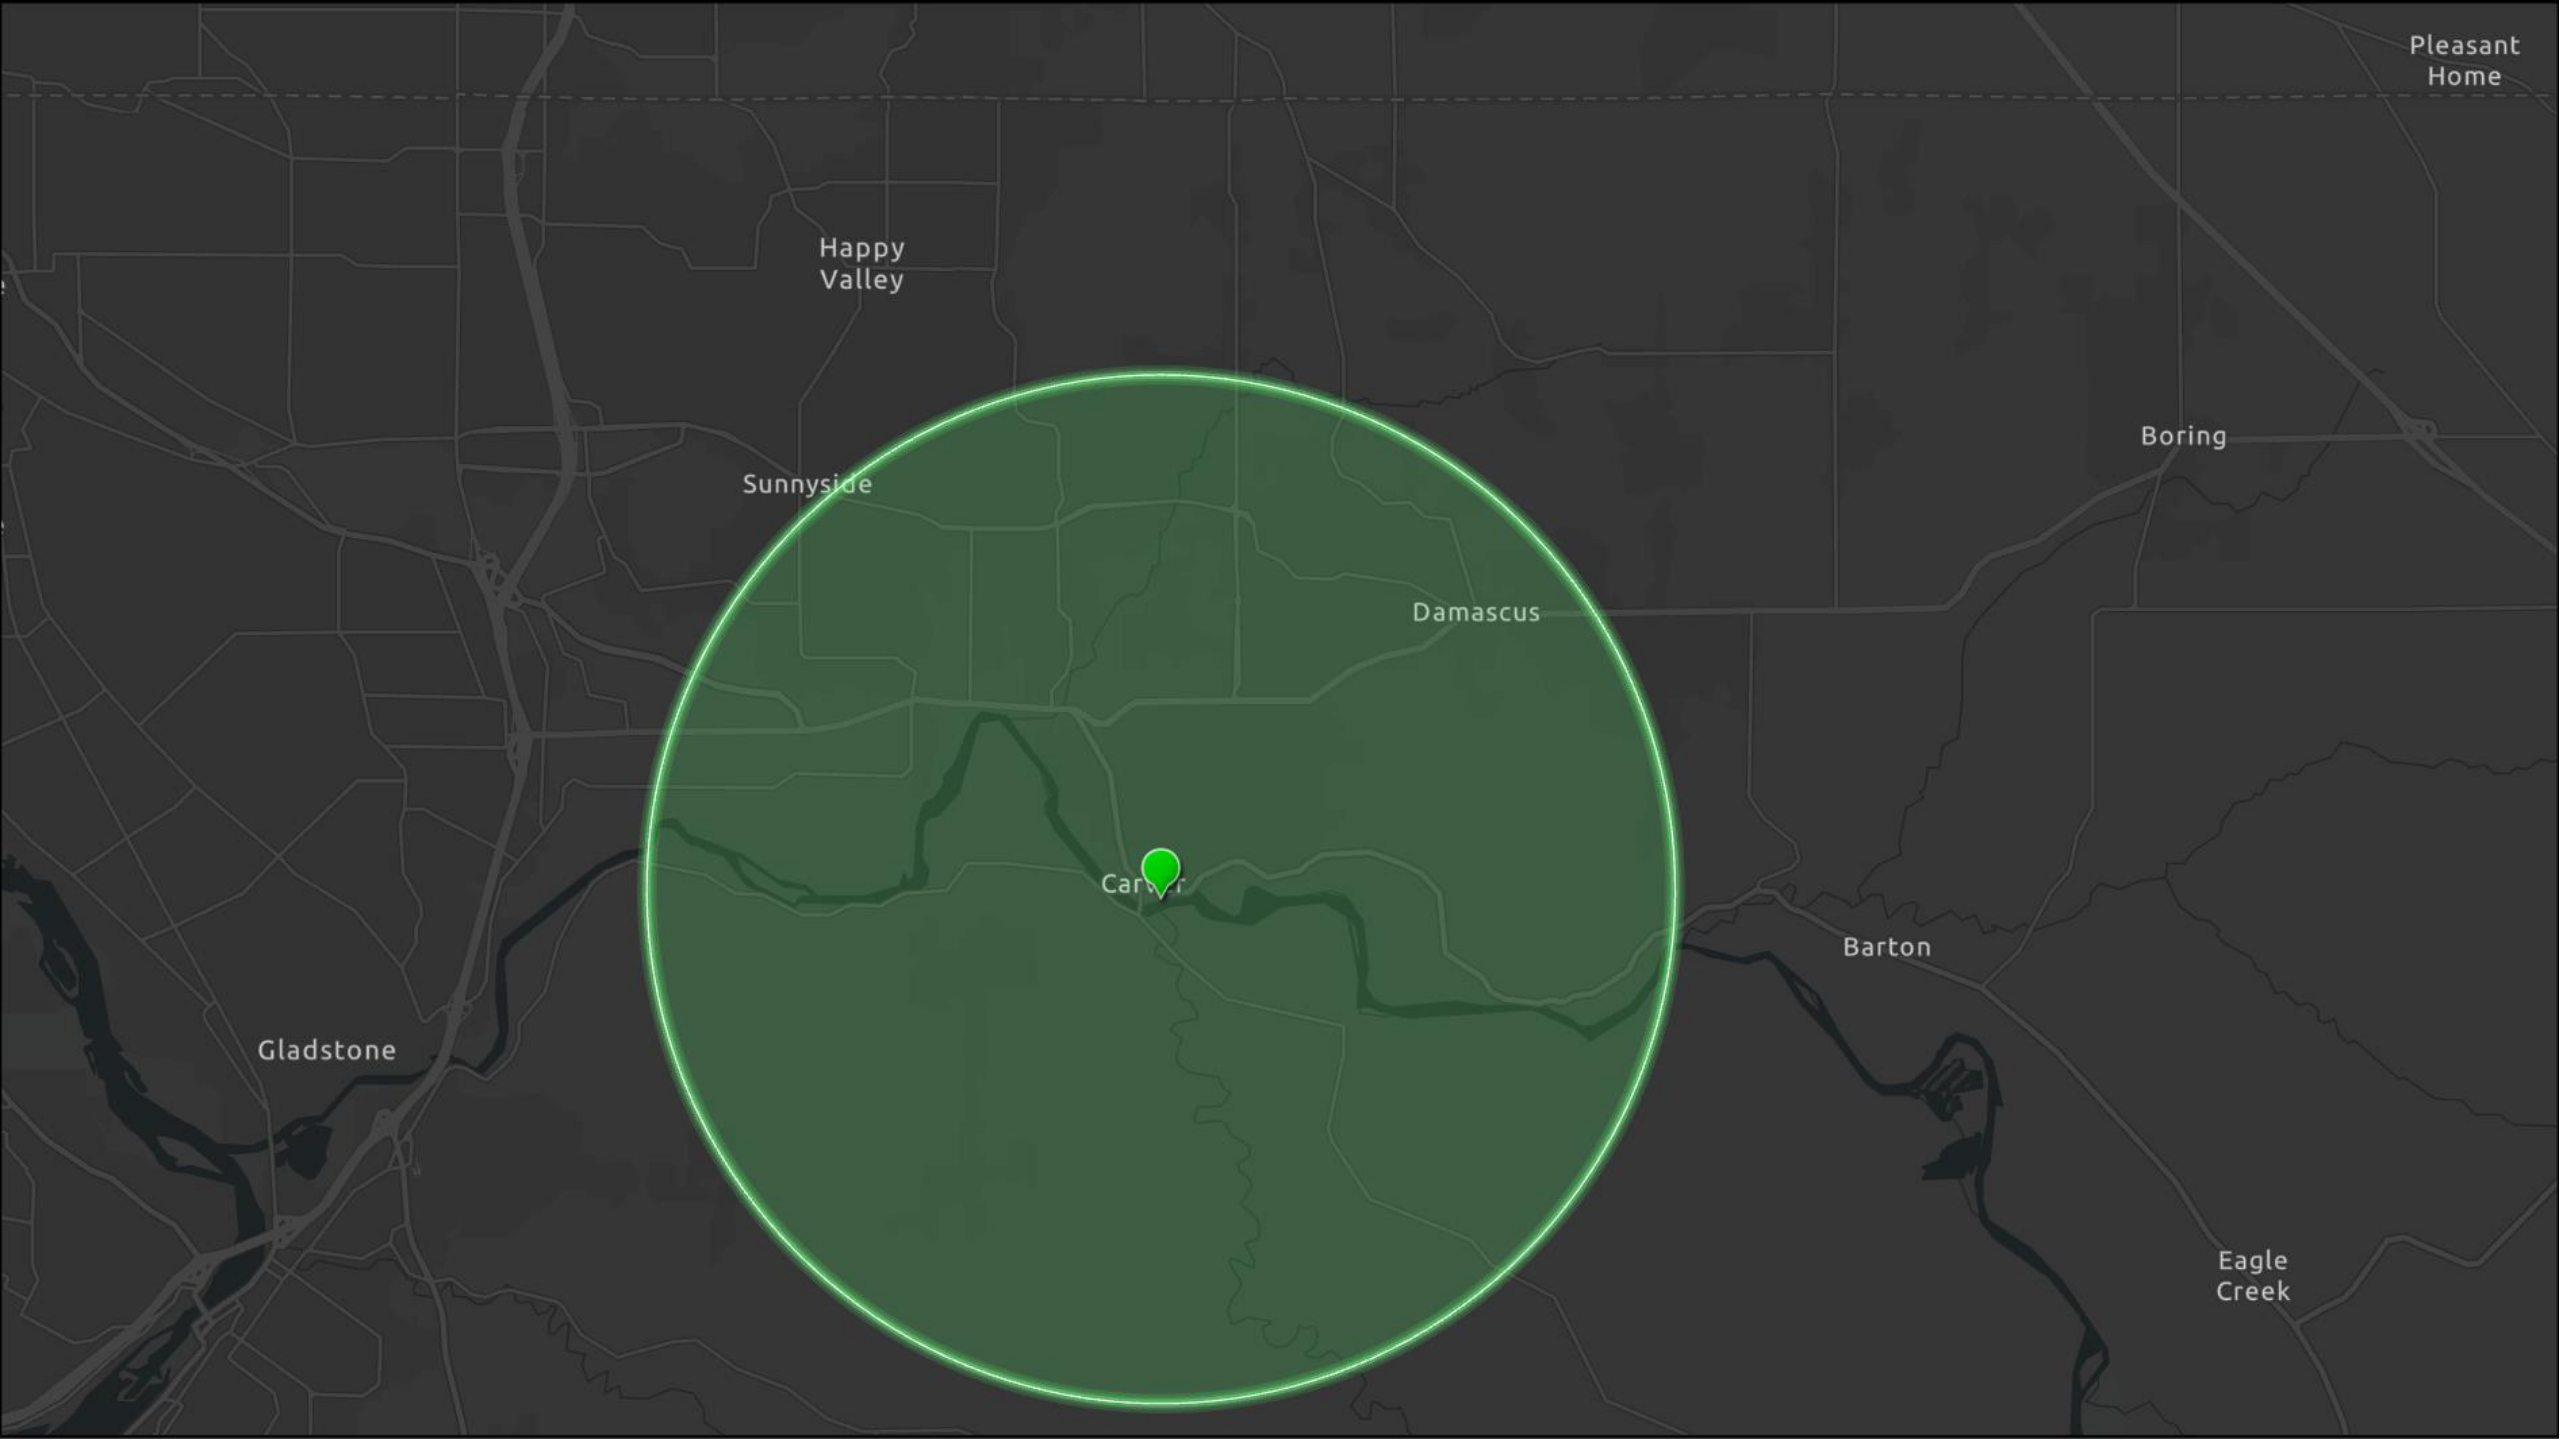 Pleasant
Home
Happy
Valley
Boring
Sunnyside
Damascus
Barton
Gladstone
Eagle
Creek